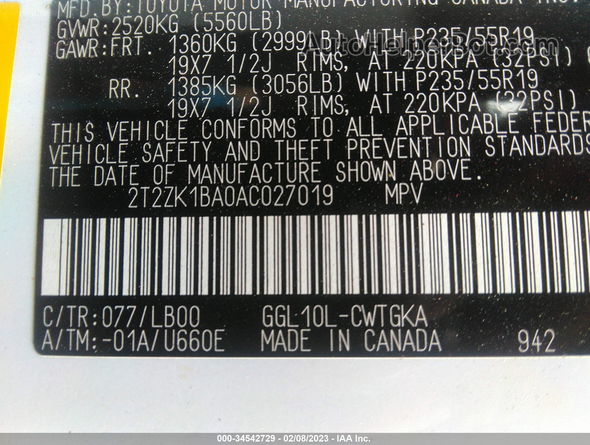 MFD. BY: TOYOTA MOTOR MANUFACTURING CANADA INC.
GVWR: 2520KG (5560LB)
GAWR: FRT. 1360KG (2999LB) WITH P235/55R19
19X7 1/2J RIMS, AT 220KPA (32PSI)
RR. 1385KG (3056LB) WITH P235/55R19
19X7 1/2J RIMS, AT 220KPA (32PSI)
THIS VEHICLE CONFORMS TO ALL APPLICABLE FEDER
VEHICLE SAFETY AND THEFT PREVENTION STANDARDS
THE DATE OF MANUFACTURE SHOWN ABOVE.
2T2ZK1BA0AC027019 MPV
C/TR: 077/LB00 GGL10L-CWTGKA
A/TM: -01A/U660E MADE IN CANADA 942
AutoHelperBot.com
000-34542729 - 02/08/2023 - IAA Inc.